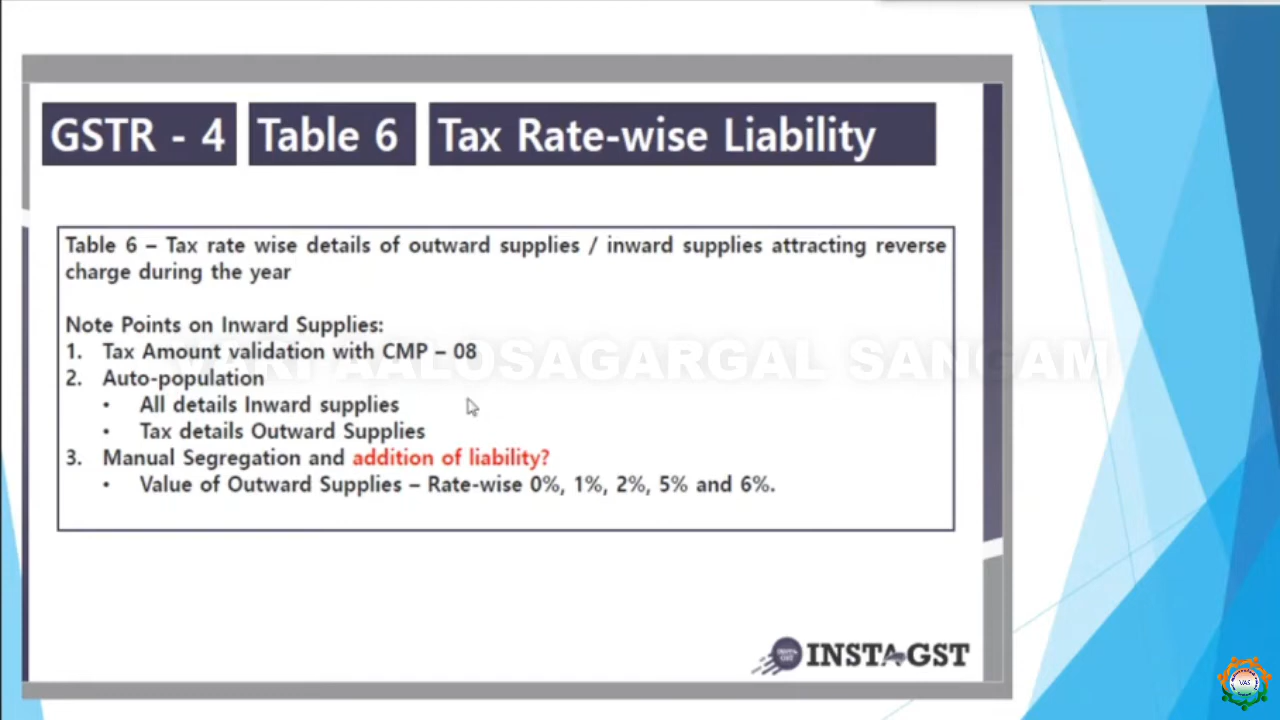 GSTR - 4 Table 6 Tax Rate-wise Liability
Table 6 – Tax rate wise details of outward supplies / inward supplies attracting reverse
charge during the year
Note Points on Inward Supplies:
1. Tax Amount validation with CMP – 08
2. Auto-population
• All details Inward supplies
• Tax details Outward Supplies
3. Manual Segregation and addition of liability?
• Value of Outward Supplies – Rate-wise 0%, 1%, 2%, 5% and 6%.
SANGAM
INSTAGST
VAS